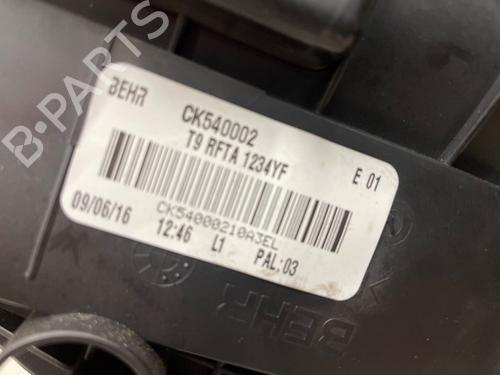 B-PARTS
BEHR
CK540002
T9 RFTA 1234YF
E 01
CK54000210A3EL
09/06/16
12:46 L1 PAL:03
BEHR